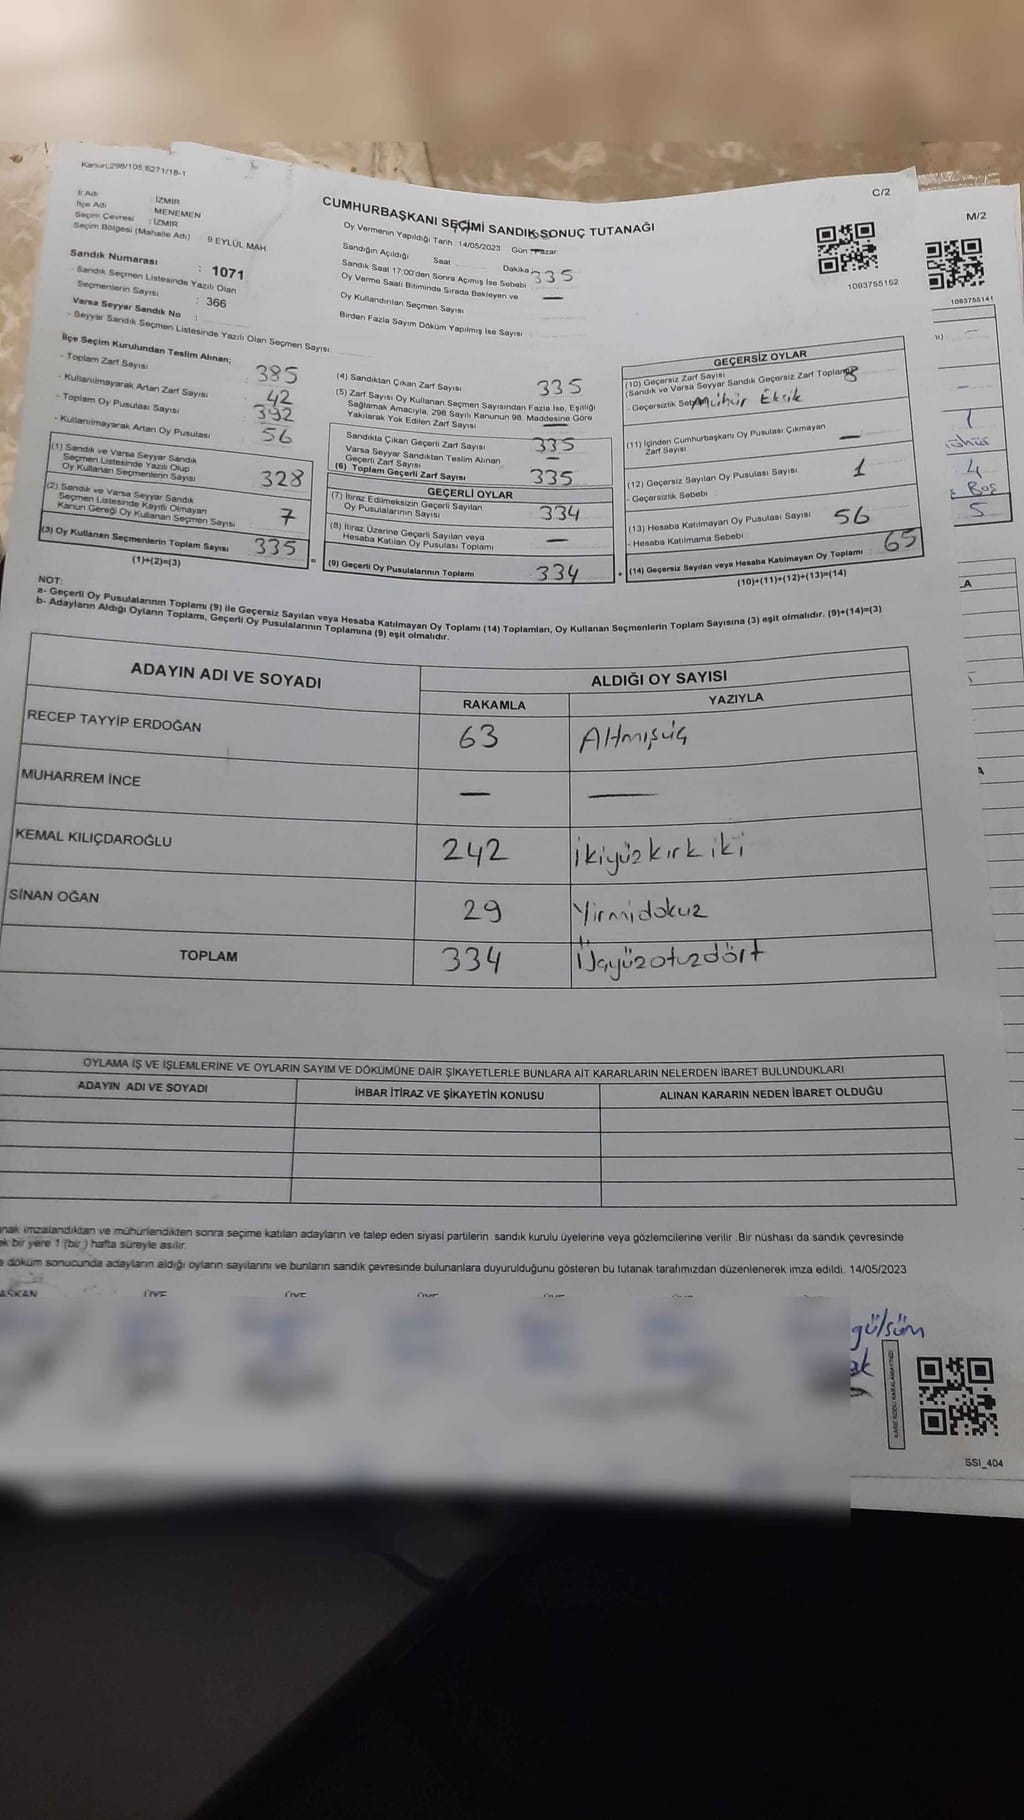 Kanun:298/105,6271/18-1
C/2
M/2
İl Adı İZMİR
İlçe Adı MENEMEN
Seçim Çevresi : İZMİR
Seçim Bölgesi (Mahalle Adı) 9 EYLÜL MAH
CUMHURBAŞKANI SEÇİMİ SANDIK SONUÇ TUTANAĞI
Oy Vermenin Yapıldığı Tarih : 14/05/2023 Gün : Pazar
Sandığın Açıldığı Saat Dakika
Sandık Saat 17:00'den Sonra Açımış İse Sebebi 335
Oy Verme Saati Bitiminde Sırada Bekleyen ve
Oy Kullandırılan Seçmen Sayısı —
Birden Fazla Sayım Döküm Yapılmış İse Sayısı
1093755152
1083755141
Sandık Numarası : 1071
- Sandık Seçmen Listesinde Yazılı Olan
Seçmenlerin Sayısı : 366
Varsa Seyyar Sandık No :
- Seyyar Sandık Seçmen Listesinde Yazılı Olan Seçmen Sayısı
İlçe Seçim Kurulundan Teslim Alınan;
- Toplam Zarf Sayısı 385
- Kullanılmayarak Artan Zarf Sayısı 42
- Toplam Oy Pusulası Sayısı 392
- Kullanılmayarak Artan Oy Pusulası 56
(1) Sandık ve Varsa Seyyar Sandık
Seçmen Listesinde Yazılı Olup
Oy Kullanan Seçmenlerin Sayısı 328
(2) Sandık ve Varsa Seyyar Sandık
Seçmen Listesinde Kayıtlı Olmayan
Kanun Gereği Oy Kullanan Seçmen Sayısı 7
(3) Oy Kullanan Seçmenlerin Toplam Sayısı 335
(1)+(2)=(3)
(4) Sandıktan Çıkan Zarf Sayısı 335
(5) Zarf Sayısı Oy Kullanan Seçmen Sayısından Fazla İse, Eşitliği
Sağlamak Amacıyla, 298 Sayılı Kanunun 98. Maddesine Göre
Yakılarak Yok Edilen Zarf Sayısı —
Sandıkta Çıkan Geçerli Zarf Sayısı 335
Varsa Seyyar Sandıktan Teslim Alınan
Geçerli Zarf Sayısı —
(6) Toplam Geçerli Zarf Sayısı 335
GEÇERLİ OYLAR
(7) İtiraz Edilmeksizin Geçerli Sayılan
Oy Pusulalarının Sayısı 334
(8) İtiraz Üzerine Geçerli Sayılan veya
Hesaba Katılan Oy Pusulası Toplamı —
(9) Geçerli Oy Pusulalarının Toplamı 334
GEÇERSİZ OYLAR
(10) Geçersiz Zarf Sayısı
(Sandık ve Varsa Seyyar Sandık Geçersiz Zarf Toplamı) 8
- Geçersizlik Sebebi Mühür Eksik
(11) İçinden Cumhurbaşkanı Oy Pusulası Çıkmayan
Zarf Sayısı —
(12) Geçersiz Sayılan Oy Pusulası Sayısı 1
- Geçersizlik Sebebi
(13) Hesaba Katılmayan Oy Pusulası Sayısı 56
- Hesaba Katılmama Sebebi
(14) Geçersiz Sayılan veya Hesaba Katılmayan Oy Toplamı 65
(10)+(11)+(12)+(13)=(14)
1
4
Boş
5
NOT:
a- Geçerli Oy Pusulalarının Toplamı (9) ile Geçersiz Sayılan veya Hesaba Katılmayan Oy Toplamı (14) Toplamları, Oy Kullanan Seçmenlerin Toplam Sayısına (3) eşit olmalıdır. (9)+(14)=(3)
b- Adayların Aldığı Oyların Toplamı, Geçerli Oy Pusulalarının Toplamına (9) eşit olmalıdır.
ADAYIN ADI VE SOYADI ALDIĞI OY SAYISI
RAKAMLA YAZIYLA
RECEP TAYYİP ERDOĞAN 63 Altmışüç
MUHARREM İNCE — —
KEMAL KILIÇDAROĞLU 242 İkiyüzkırkiki
SİNAN OĞAN 29 Yirmidokuz
TOPLAM 334 Üçyüzotuzdört
OYLAMA İŞ VE İŞLEMLERİNE VE OYLARIN SAYIM VE DÖKÜMÜNE DAİR ŞİKAYETLERLE BUNLARA AİT KARARLARIN NELERDEN İBARET BULUNDUKLARI
ADAYIN ADI VE SOYADI İHBAR İTİRAZ VE ŞİKAYETİN KONUSU ALINAN KARARIN NEDEN İBARET OLDUĞU
nak imzalandıktan ve mühürlendikten sonra seçime katılan adayların ve talep eden siyasi partilerin sandık kurulu üyelerine veya gözlemcilerine verilir .Bir nüshası da sandık çevresinde
ek bir yere 1 (bir ) hafta süreyle asılır.
e döküm sonucunda adayların aldığı oyların sayılarını ve bunların sandık çevresinde bulunanlara duyurulduğunu gösteren bu tutanak tarafımızdan düzenlenerek imza edildi. 14/05/2023
AŞKAN ÜYE ÜYE ÜYE ÜYE ÜYE
gülsüm
ak
KARE KODU KARALAMAYINIZ!
SSI_404